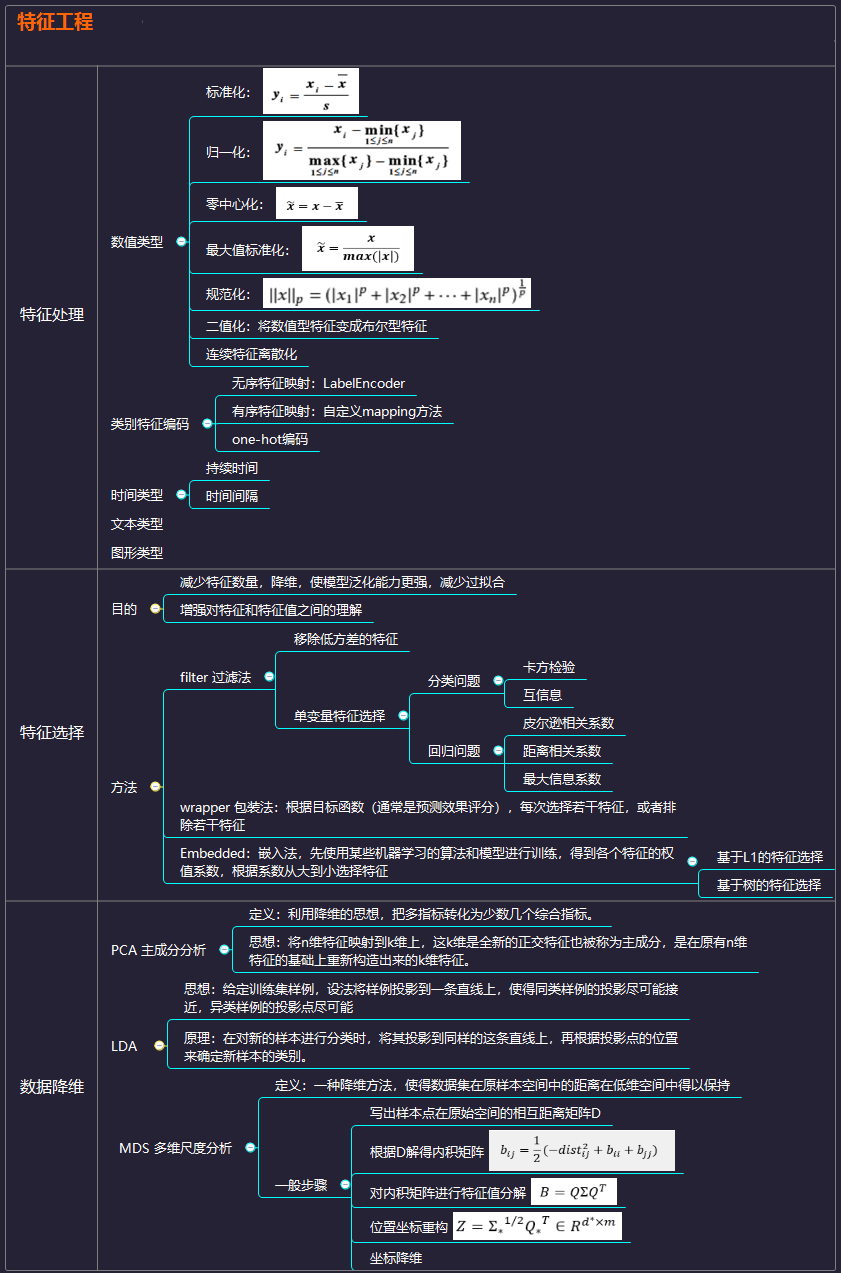 特征工程
特征处理
数值类型
标准化： y_i = (x_i − x̄) / s
归一化： y_i = (x_i − min_{1≤j≤n}{x_j}) / (max_{1≤j≤n}{x_j} − min_{1≤j≤n}{x_j})
零中心化： x̃ = x − x̄
最大值标准化： x̃ = x / max(|x|)
规范化： ||x||_p = (|x_1|^p + |x_2|^p + ⋯ + |x_n|^p)^{1/p}
二值化：将数值型特征变成布尔型特征
连续特征离散化
类别特征编码
无序特征映射：LabelEncoder
有序特征映射：自定义mapping方法
one-hot编码
时间类型
持续时间
时间间隔
文本类型
图形类型
特征选择
目的
减少特征数量，降维，使模型泛化能力更强，减少过拟合
增强对特征和特征值之间的理解
方法
filter 过滤法
移除低方差的特征
单变量特征选择
分类问题
卡方检验
互信息
回归问题
皮尔逊相关系数
距离相关系数
最大信息系数
wrapper 包装法：根据目标函数（通常是预测效果评分），每次选择若干特征，或者排
除若干特征
Embedded：嵌入法，先使用某些机器学习的算法和模型进行训练，得到各个特征的权
值系数，根据系数从大到小选择特征
基于L1的特征选择
基于树的特征选择
数据降维
PCA 主成分分析
定义：利用降维的思想，把多指标转化为少数几个综合指标。
思想：将n维特征映射到k维上，这k维是全新的正交特征也被称为主成分，是在原有n维
特征的基础上重新构造出来的k维特征。
LDA
思想：给定训练集样例，设法将样例投影到一条直线上，使得同类样例的投影尽可能接
近，异类样例的投影点尽可能
原理：在对新的样本进行分类时，将其投影到同样的这条直线上，再根据投影点的位置
来确定新样本的类别。
MDS 多维尺度分析
定义：一种降维方法，使得数据集在原样本空间中的距离在低维空间中得以保持
一般步骤
写出样本点在原始空间的相互距离矩阵D
根据D解得内积矩阵 b_{ij} = 1/2(−dist²_{ij} + b_{ii} + b_{jj})
对内积矩阵进行特征值分解 B = QΣQ^T
位置坐标重构 Z = Σ_*^{1/2}Q_*^T ∈ R^{d*×m}
坐标降维